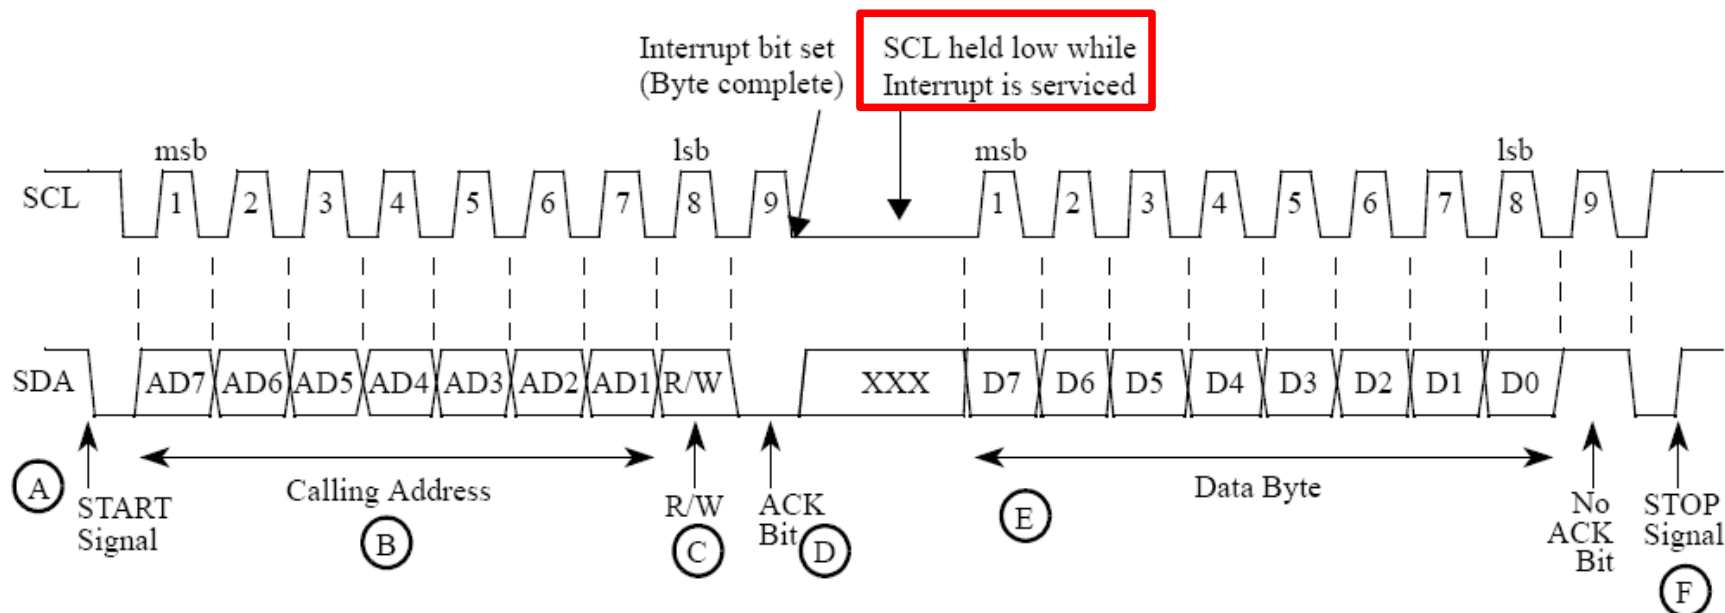 Interrupt bit set
(Byte complete)
SCL held low while
Interrupt is serviced
msb
lsb
msb
lsb
SCL
1 2 3 4 5 6 7 8 9
1 2 3 4 5 6 7 8 9
SDA
AD7 AD6 AD5 AD4 AD3 AD2 AD1 R/W
XXX
D7 D6 D5 D4 D3 D2 D1 D0
A
START
Signal
Calling Address
B
R/W
C
ACK
Bit
D
E
Data Byte
No
ACK
Bit
STOP
Signal
F